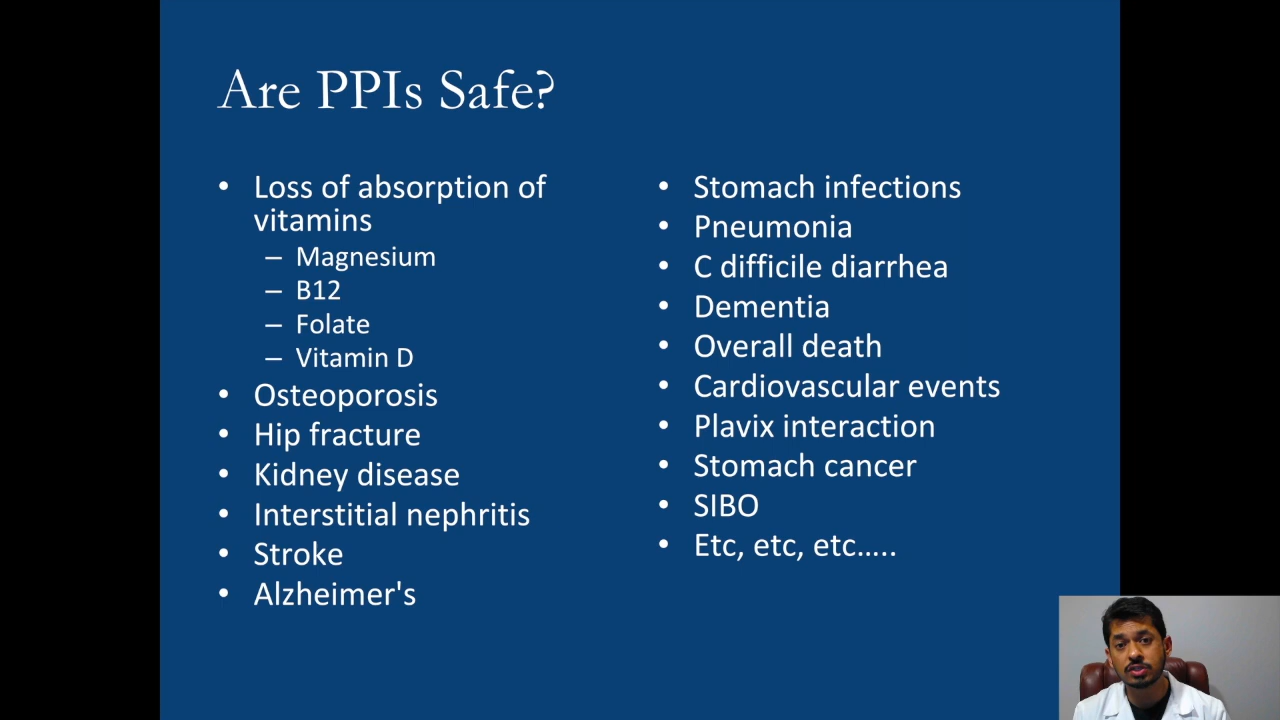 Are PPIs Safe?
• Loss of absorption of
vitamins
– Magnesium
– B12
– Folate
– Vitamin D
• Osteoporosis
• Hip fracture
• Kidney disease
• Interstitial nephritis
• Stroke
• Alzheimer's
• Stomach infections
• Pneumonia
• C difficile diarrhea
• Dementia
• Overall death
• Cardiovascular events
• Plavix interaction
• Stomach cancer
• SIBO
• Etc, etc, etc…..